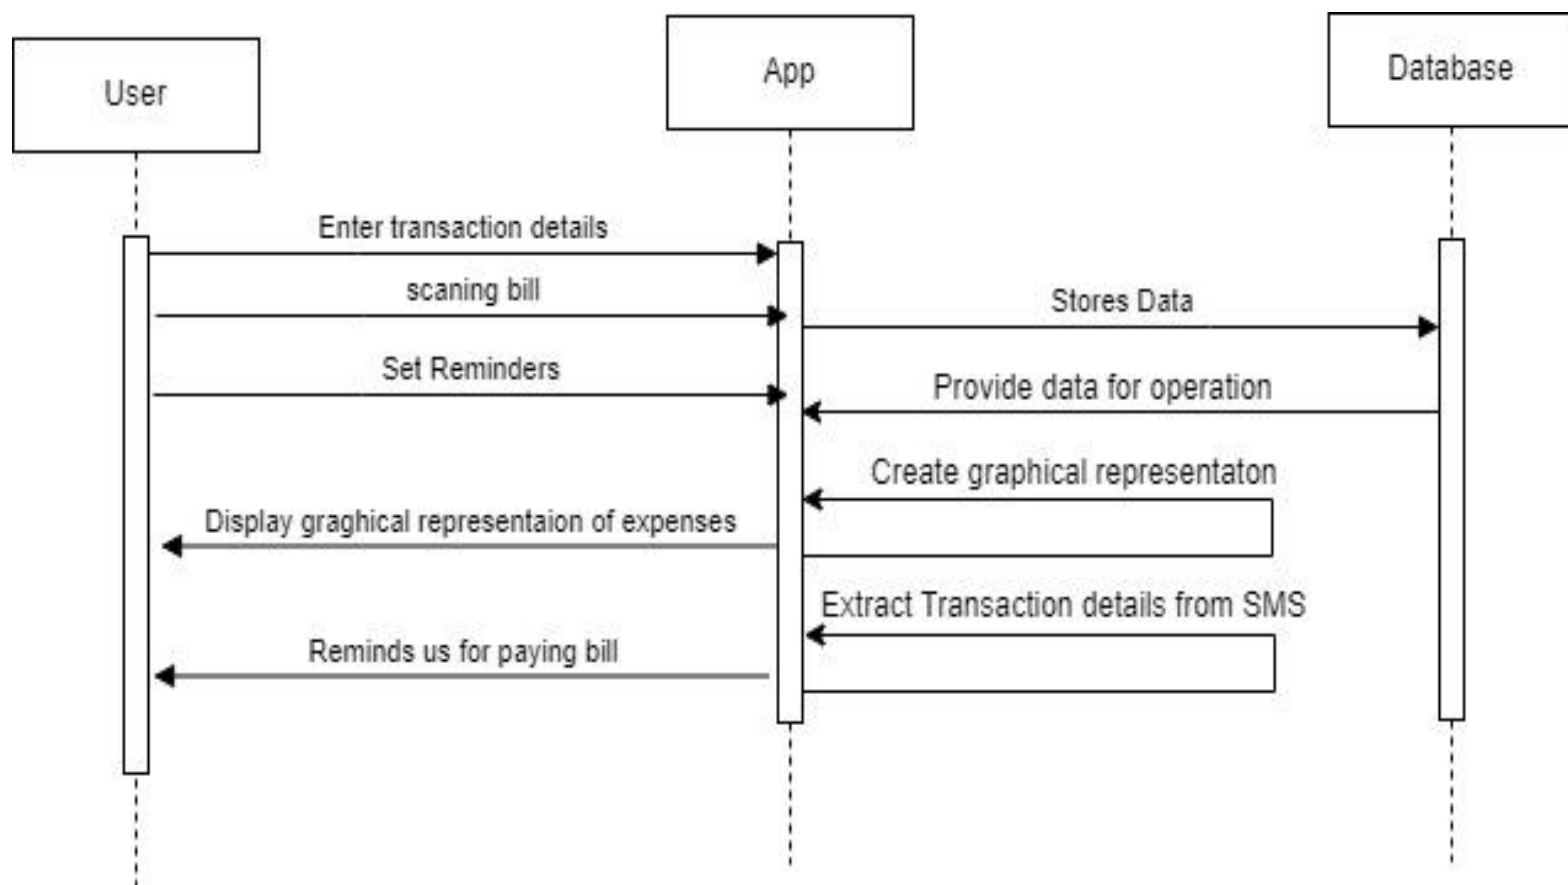 User
App
Database
Enter transaction details
scaning bill
Stores Data
Set Reminders
Provide data for operation
Create graphical representaton
Display graghical representaion of expenses
Extract Transaction details from SMS
Reminds us for paying bill